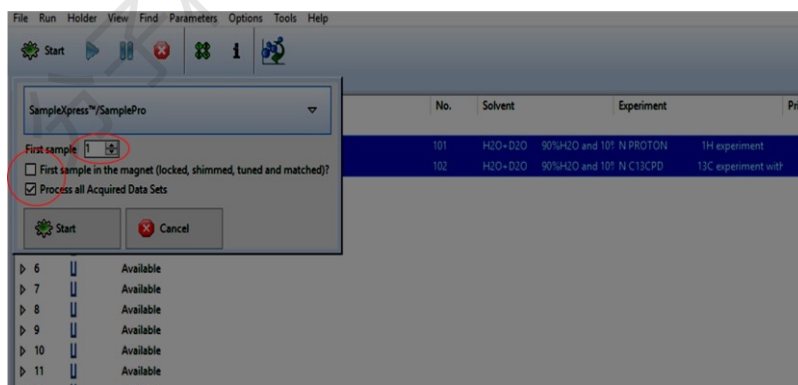 File Run Holder View Find Parameters Options Tools Help
Start
SampleXpress™/SamplePro
No. Solvent Experiment Pri
First sample 1
101 H2O+D2O 90%H2O and 10% N PROTON 1H experiment
First sample in the magnet (locked, shimmed, tuned and matched)?
102 H2O+D2O 90%H2O and 10% N C13CPD 13C experiment with
Process all Acquired Data Sets
Start Cancel
6 Available
7 Available
8 Available
9 Available
10 Available
11 Available